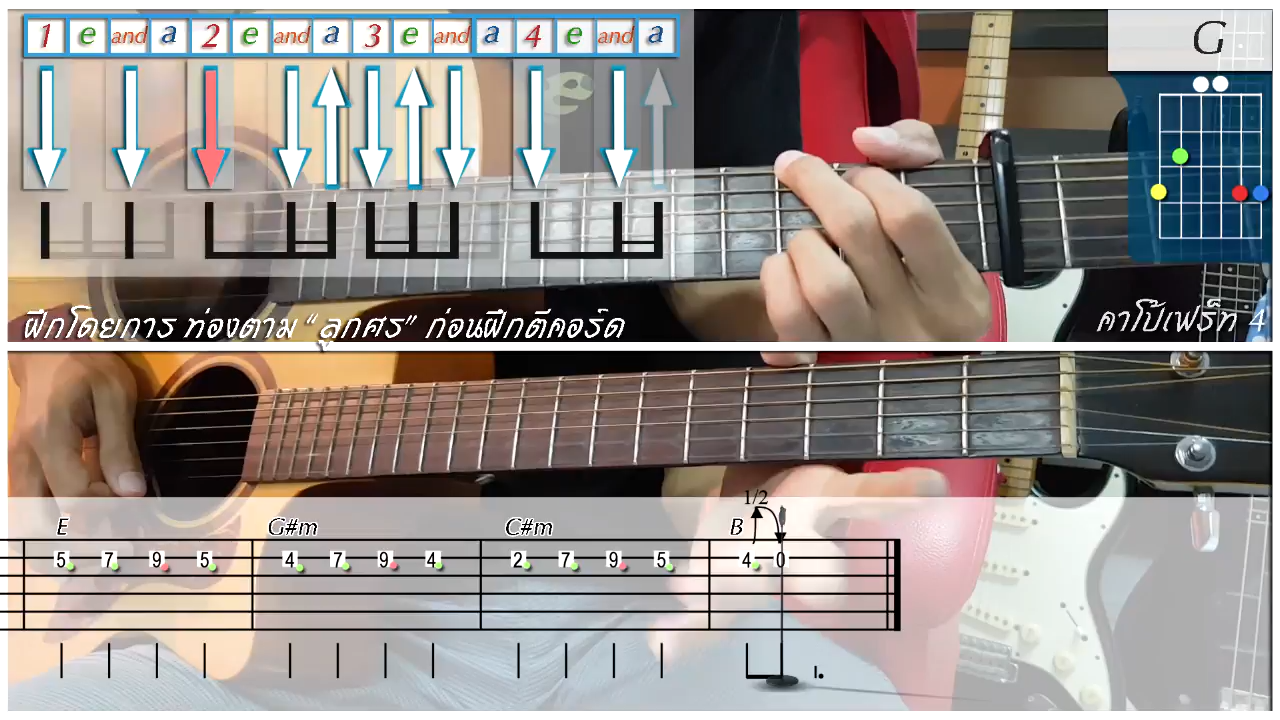 1 e and a 2 e and a 3 e and a 4 e and a
G
ฝึกโดยการ ท่องตาม “ลูกศร” ก่อนฝึกตีคอร์ด
คาโป้เฟร็ท 4
1/2
E G#m C#m B
5 7 9 5 4 7 9 4 2 7 9 5 4 0